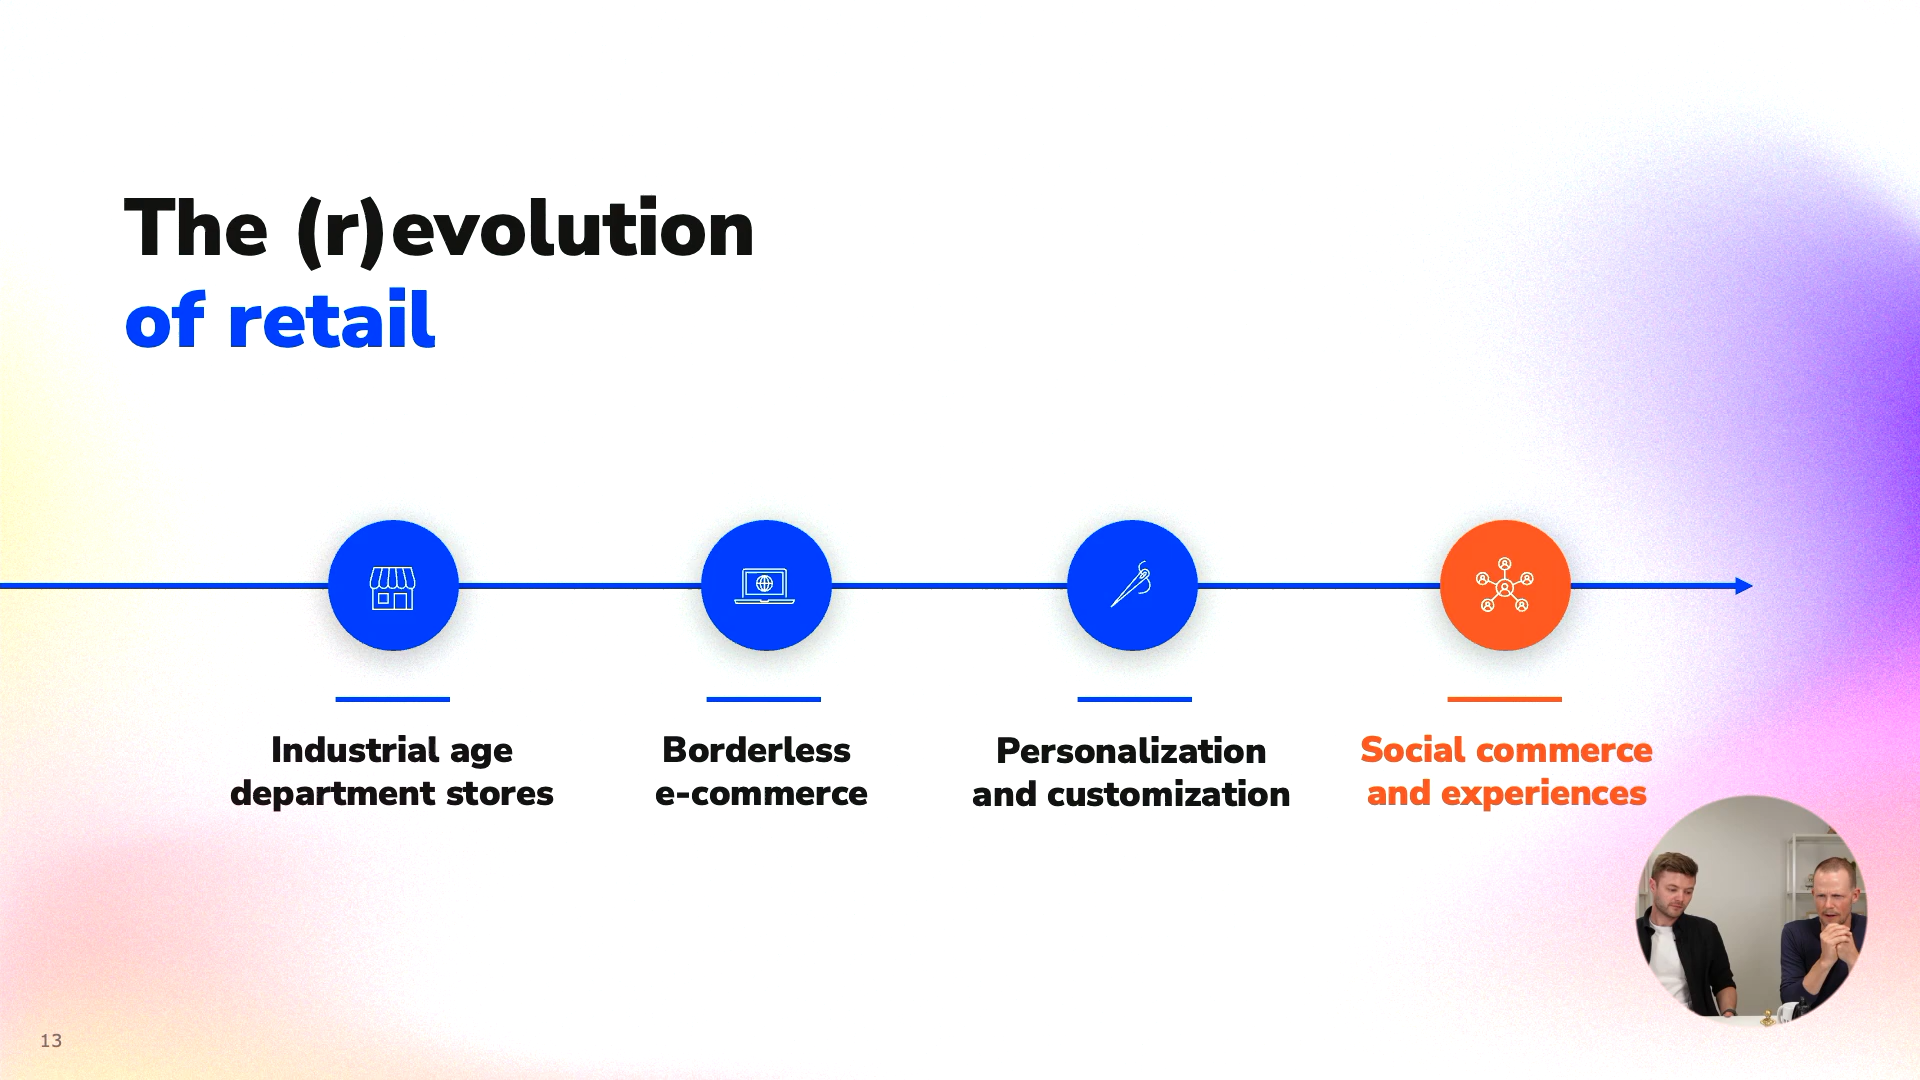 The (r)evolution
of retail
Industrial age
department stores
Borderless
e-commerce
Personalization
and customization
Social commerce
and experiences
13